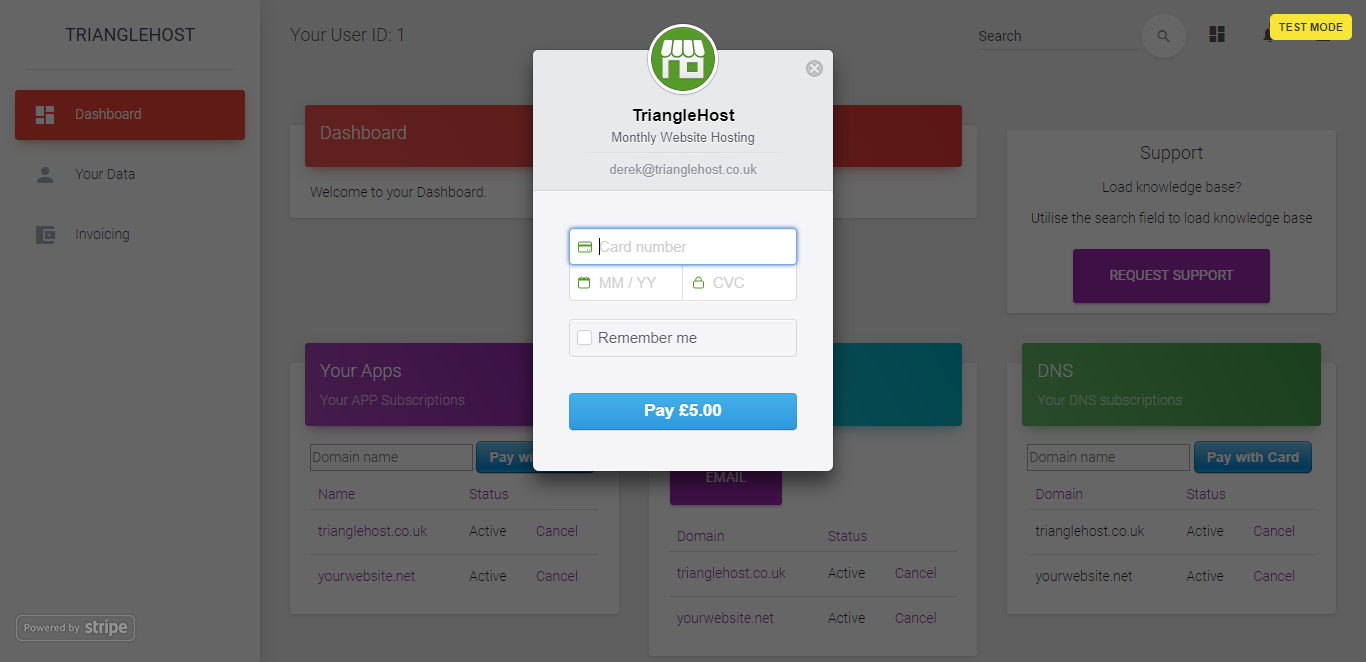 TRIANGLEHOST
Your User ID: 1
Search
TEST MODE
Dashboard
Your Data
Invoicing
Dashboard
Welcome to your Dashboard.
TriangleHost
Monthly Website Hosting
derek@trianglehost.co.uk
Card number
MM / YY
CVC
Remember me
Pay £5.00
Support
Load knowledge base?
Utilise the search field to load knowledge base
REQUEST SUPPORT
Your Apps
Your APP Subscriptions
Domain name
Pay wi
Name Status
trianglehost.co.uk Active Cancel
yourwebsite.net Active Cancel
EMAIL
Domain Status
trianglehost.co.uk Active Cancel
yourwebsite.net Active Cancel
DNS
Your DNS subscriptions
Domain name
Pay with Card
Domain Status
trianglehost.co.uk Active Cancel
yourwebsite.net Active Cancel
Powered by stripe